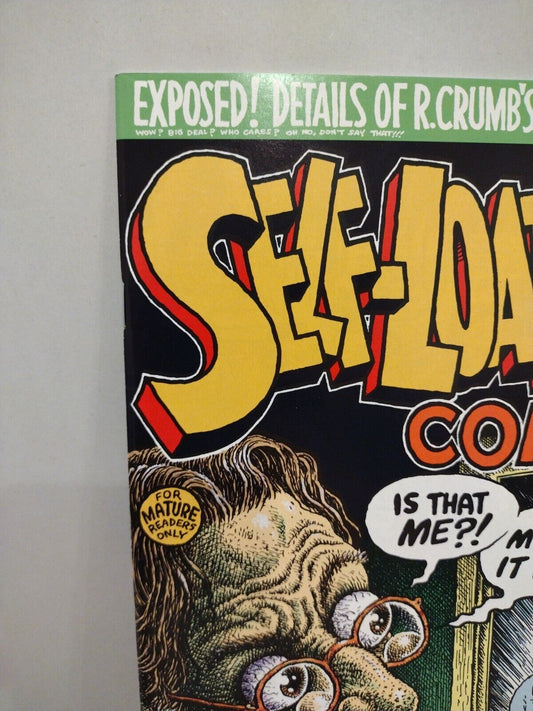 EXPOSED! DETAILS OF R.CRUMB'S
WOW? BIG DEAL? WHO CARES? OH NO, DON'T SAY THAT!!!
SELF-LOA
CO
FOR
MATURE
READERS
ONLY
IS THAT
ME?!
M
IT